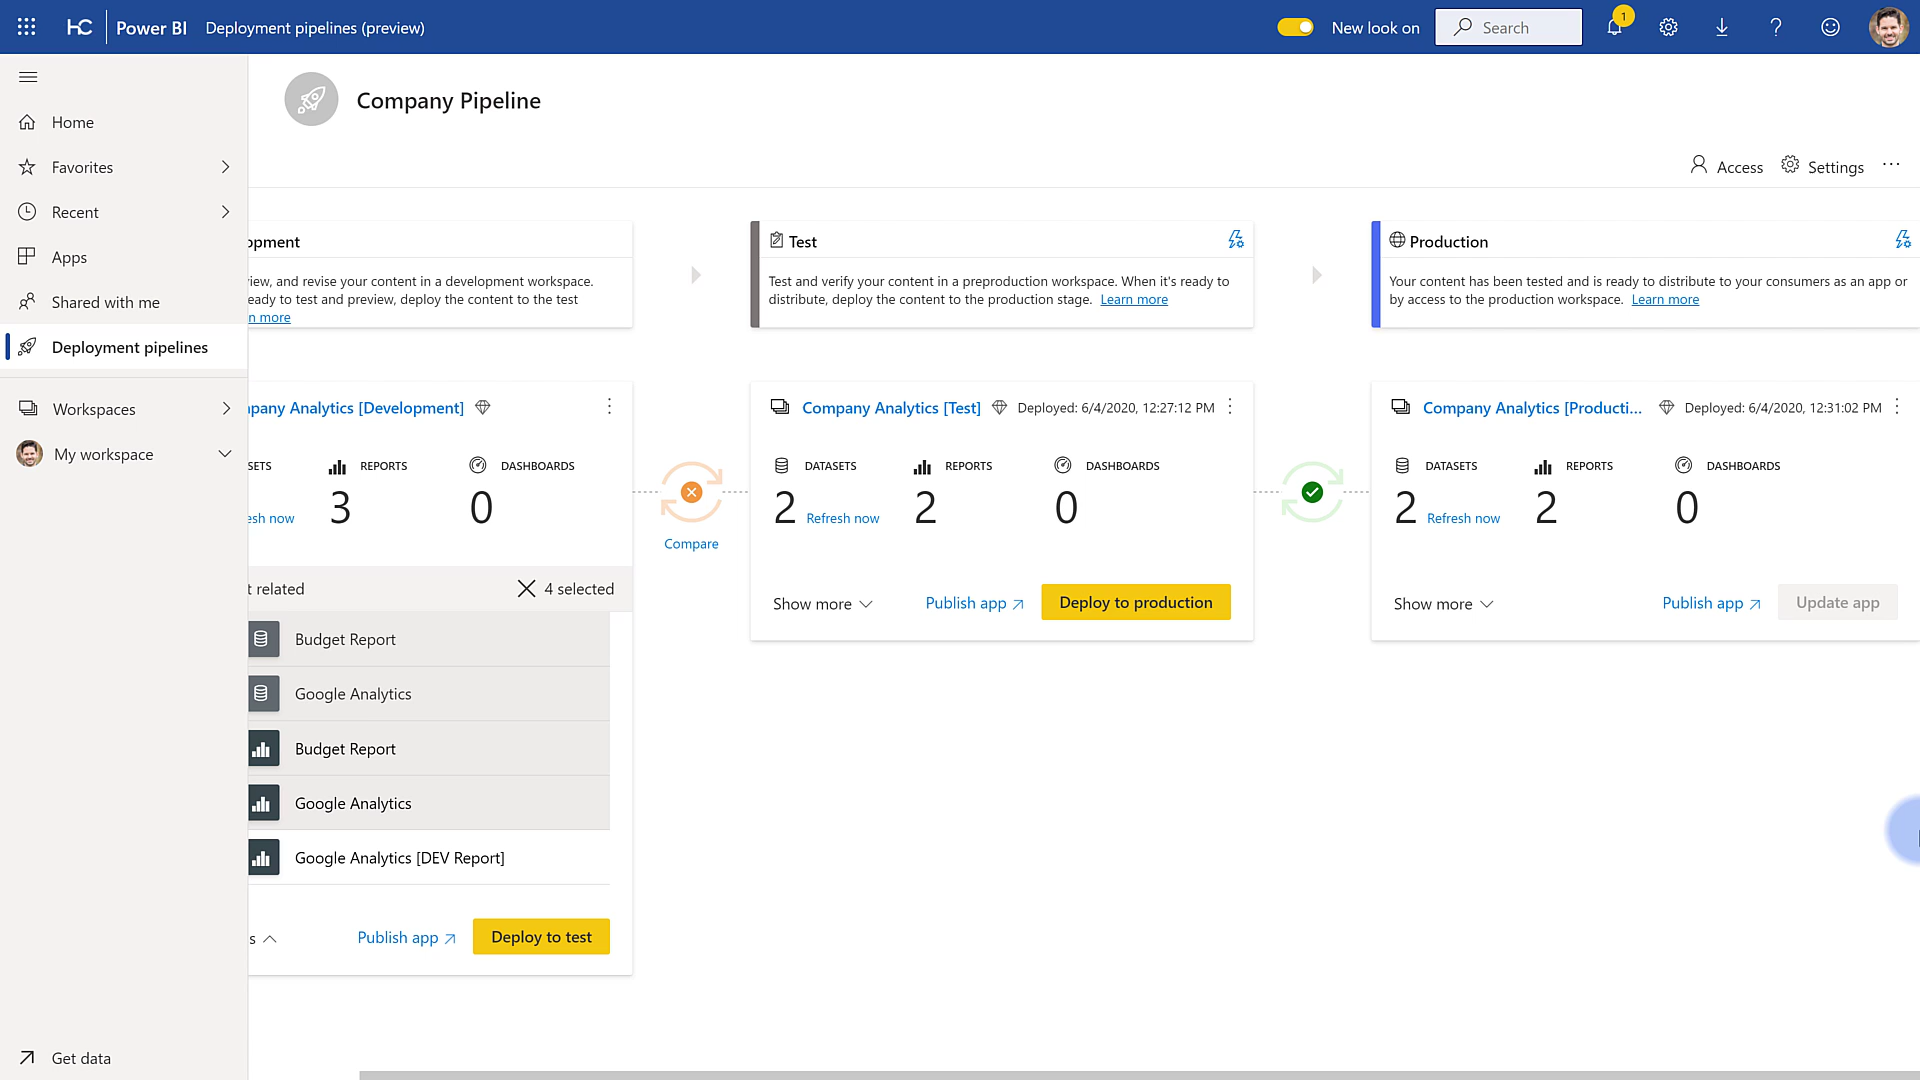 HC Power BI Deployment pipelines (preview) New look on Search 1 ?
Company Pipeline
Home
Favorites
Recent
Apps
Shared with me
Deployment pipelines
Workspaces
My workspace
Get data
Access Settings ...
opment
iew, and revise your content in a development workspace.
eady to test and preview, deploy the content to the test
n more
Test
Test and verify your content in a preproduction workspace. When it's ready to
distribute, deploy the content to the production stage. Learn more
Production
Your content has been tested and is ready to distribute to your consumers as an app or
by access to the production workspace. Learn more
pany Analytics [Development]
SETS REPORTS DASHBOARDS
esh now 3 0
t related 4 selected
Budget Report
Google Analytics
Budget Report
Google Analytics
Google Analytics [DEV Report]
s Publish app Deploy to test
Compare
Company Analytics [Test] Deployed: 6/4/2020, 12:27:12 PM
DATASETS REPORTS DASHBOARDS
2 Refresh now 2 0
Show more Publish app Deploy to production
Company Analytics [Producti... Deployed: 6/4/2020, 12:31:02 PM
DATASETS REPORTS DASHBOARDS
2 Refresh now 2 0
Show more Publish app Update app